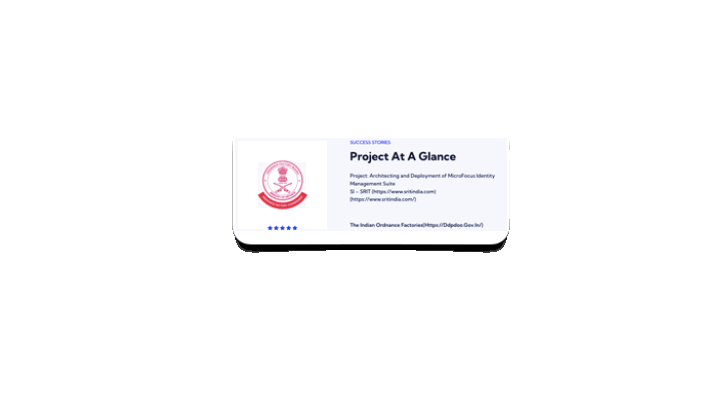 SUCCESS STORIES
Project At A Glance
Project: Architecting and Deployment of MicroFocus Identity
Management Suite
SI – SRIT (https://www.sritindia.com)
(https://www.sritindia.com/)
The Indian Ordnance Factories(Https://Ddpdoo.Gov.In/)